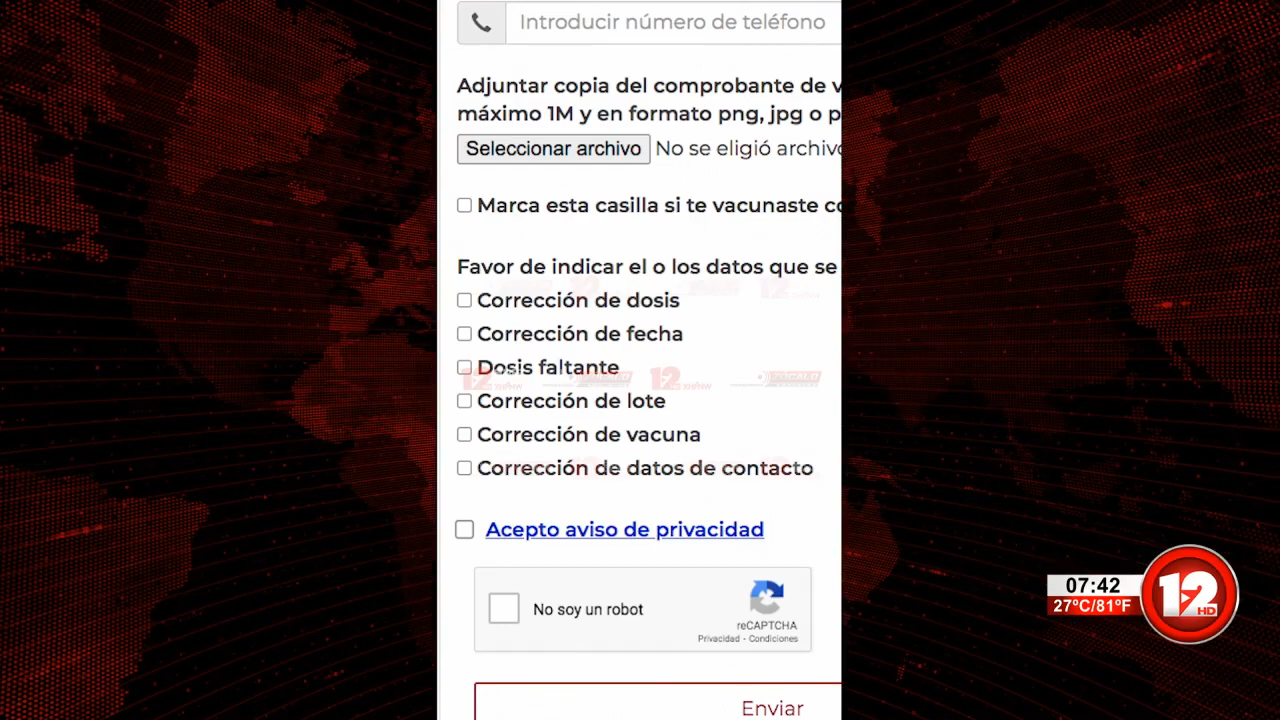 Introducir número de teléfono
Adjuntar copia del comprobante de v
máximo 1M y en formato png, jpg o p
Seleccionar archivo No se eligió archivo
Marca esta casilla si te vacunaste co
Favor de indicar el o los datos que se
Corrección de dosis
Corrección de fecha
Dosis faltante
Corrección de lote
Corrección de vacuna
Corrección de datos de contacto
Acepto aviso de privacidad
No soy un robot
reCAPTCHA
Privacidad - Condiciones
Enviar
07:42
27°C/81°F
12
HD